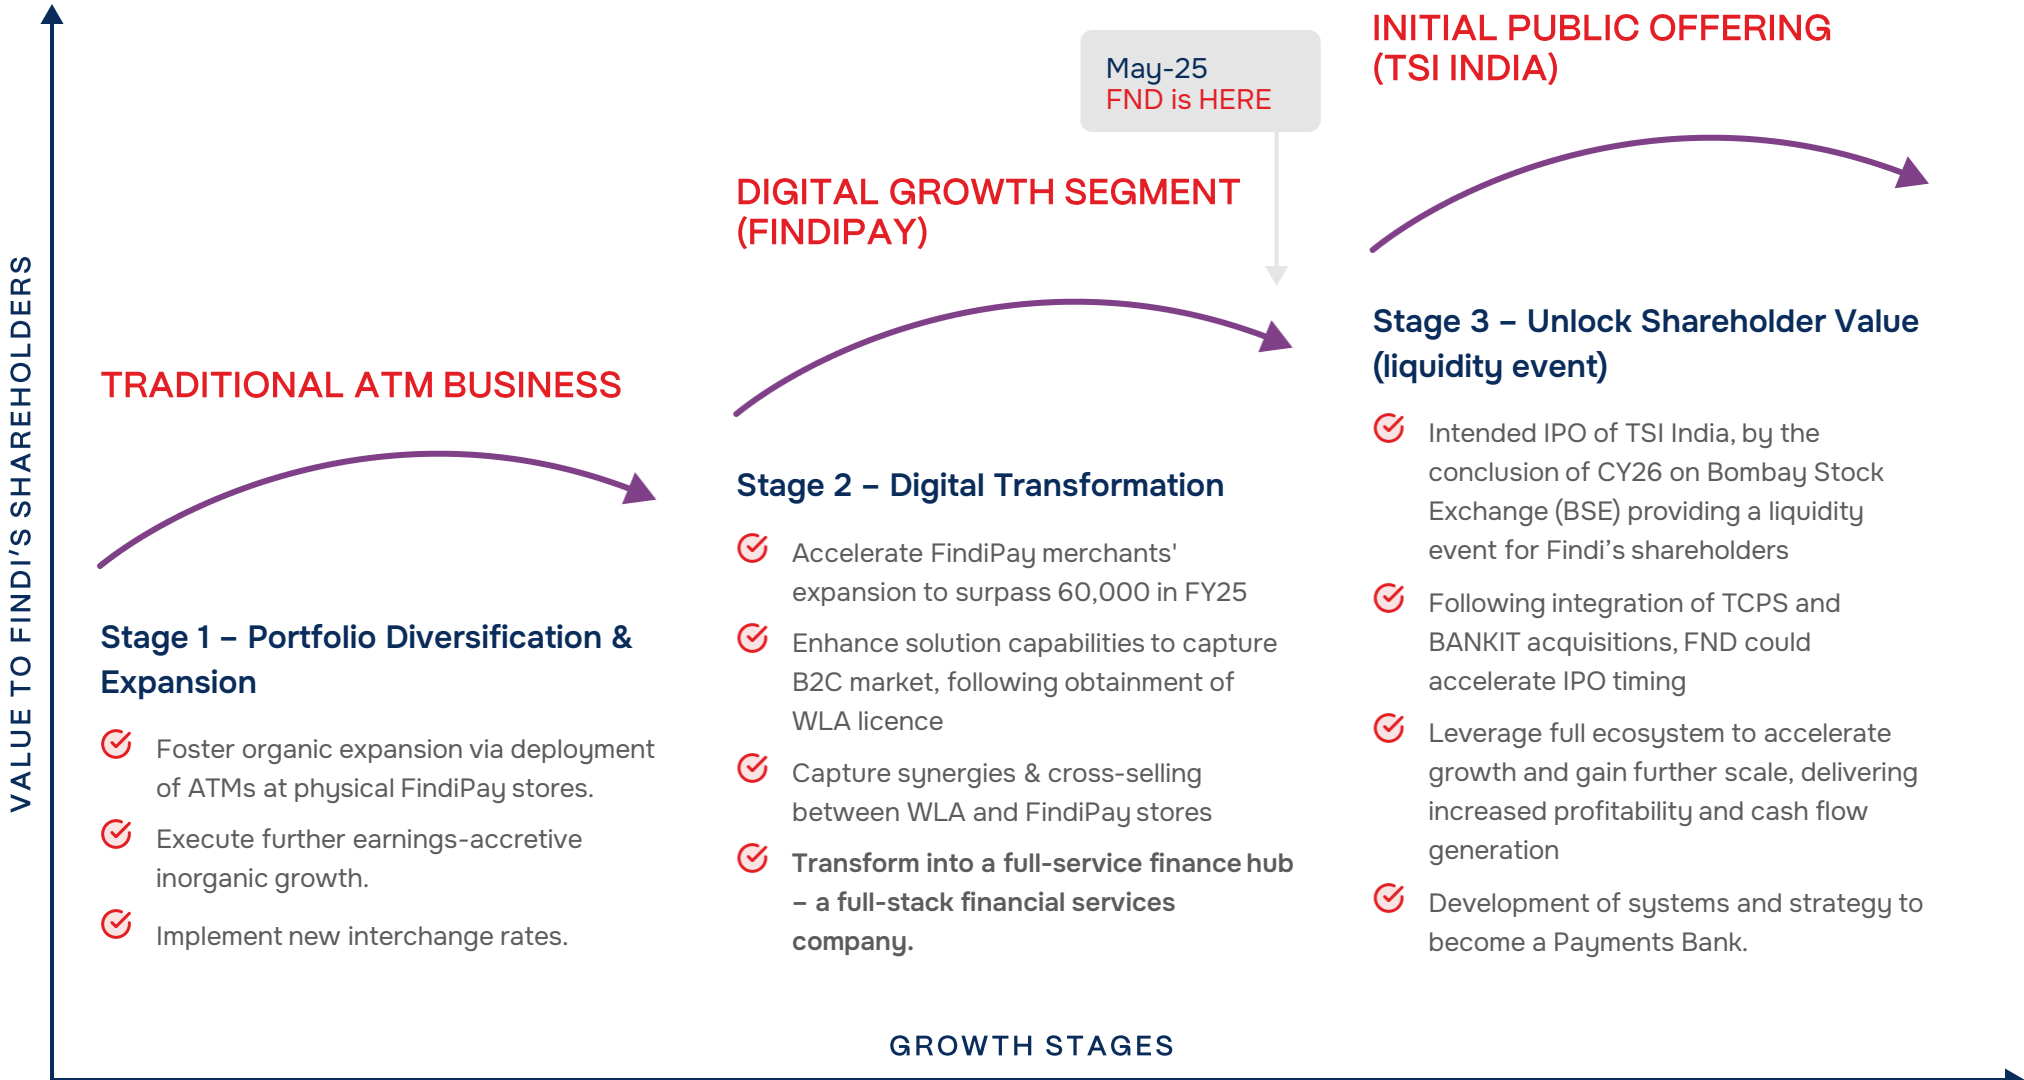 VALUE TO FINDI'S SHAREHOLDERS
TRADITIONAL ATM BUSINESS
Stage 1 – Portfolio Diversification &
Expansion
Foster organic expansion via deployment
of ATMs at physical FindiPay stores.
Execute further earnings-accretive
inorganic growth.
Implement new interchange rates.
DIGITAL GROWTH SEGMENT
(FINDIPAY)
Stage 2 – Digital Transformation
Accelerate FindiPay merchants'
expansion to surpass 60,000 in FY25
Enhance solution capabilities to capture
B2C market, following obtainment of
WLA licence
Capture synergies & cross-selling
between WLA and FindiPay stores
Transform into a full-service finance hub
– a full-stack financial services
company.
May-25
FND is HERE
INITIAL PUBLIC OFFERING
(TSI INDIA)
Stage 3 – Unlock Shareholder Value
(liquidity event)
Intended IPO of TSI India, by the
conclusion of CY26 on Bombay Stock
Exchange (BSE) providing a liquidity
event for Findi’s shareholders
Following integration of TCPS and
BANKIT acquisitions, FND could
accelerate IPO timing
Leverage full ecosystem to accelerate
growth and gain further scale, delivering
increased profitability and cash flow
generation
Development of systems and strategy to
become a Payments Bank.
GROWTH STAGES